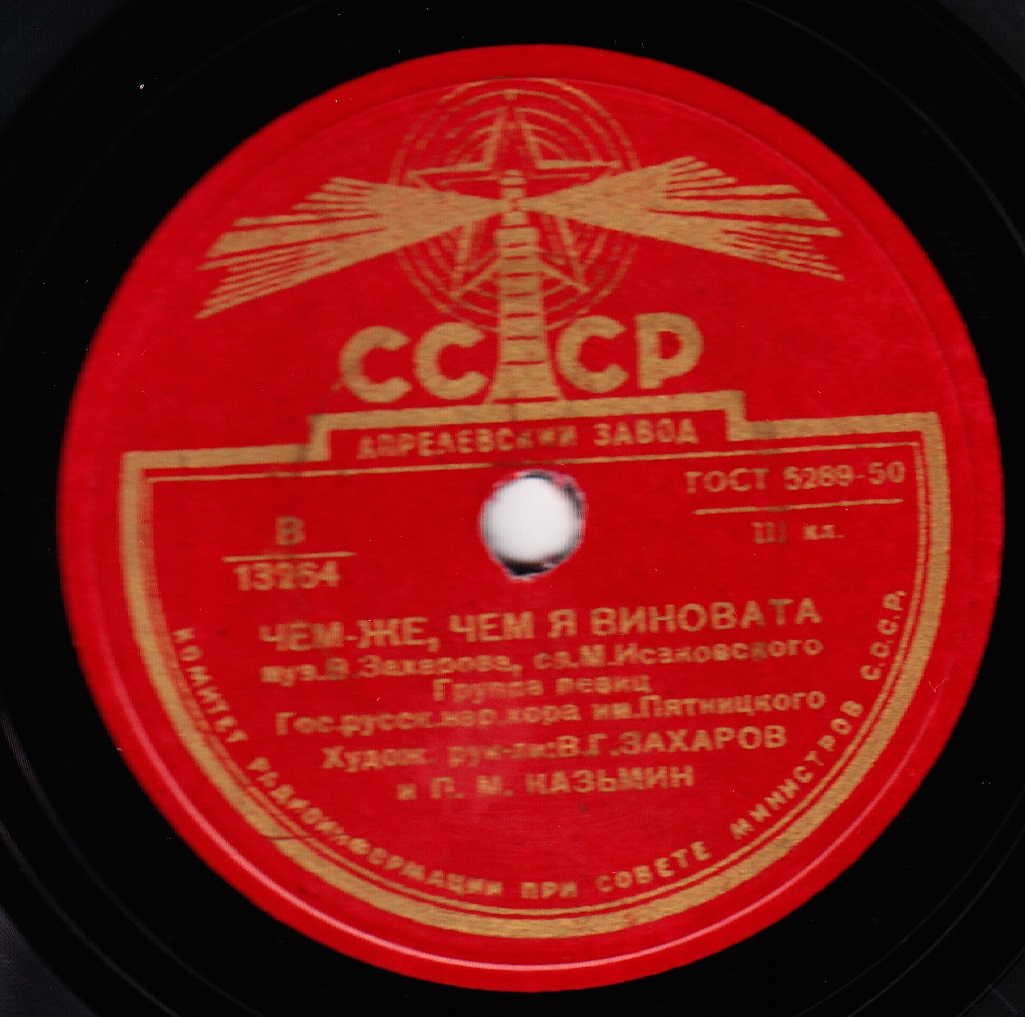 СССР
АПРЕЛЕВСКИЙ ЗАВОД
ГОСТ 5289-50
III кл.
В
13264
ЧЕМ-ЖЕ, ЧЕМ Я ВИНОВАТА
муз.В.Захарова, сл.М.Исаковского
Группа певиц
Гос.русск.нар.хора им.Пятницкого
Худож. рук-ли:В.Г.ЗАХАРОВ
и П. М. КАЗЬМИН
КОМИТЕТ РАДИОИНФОРМАЦИИ ПРИ СОВЕТЕ МИНИСТРОВ С.С.С.Р.